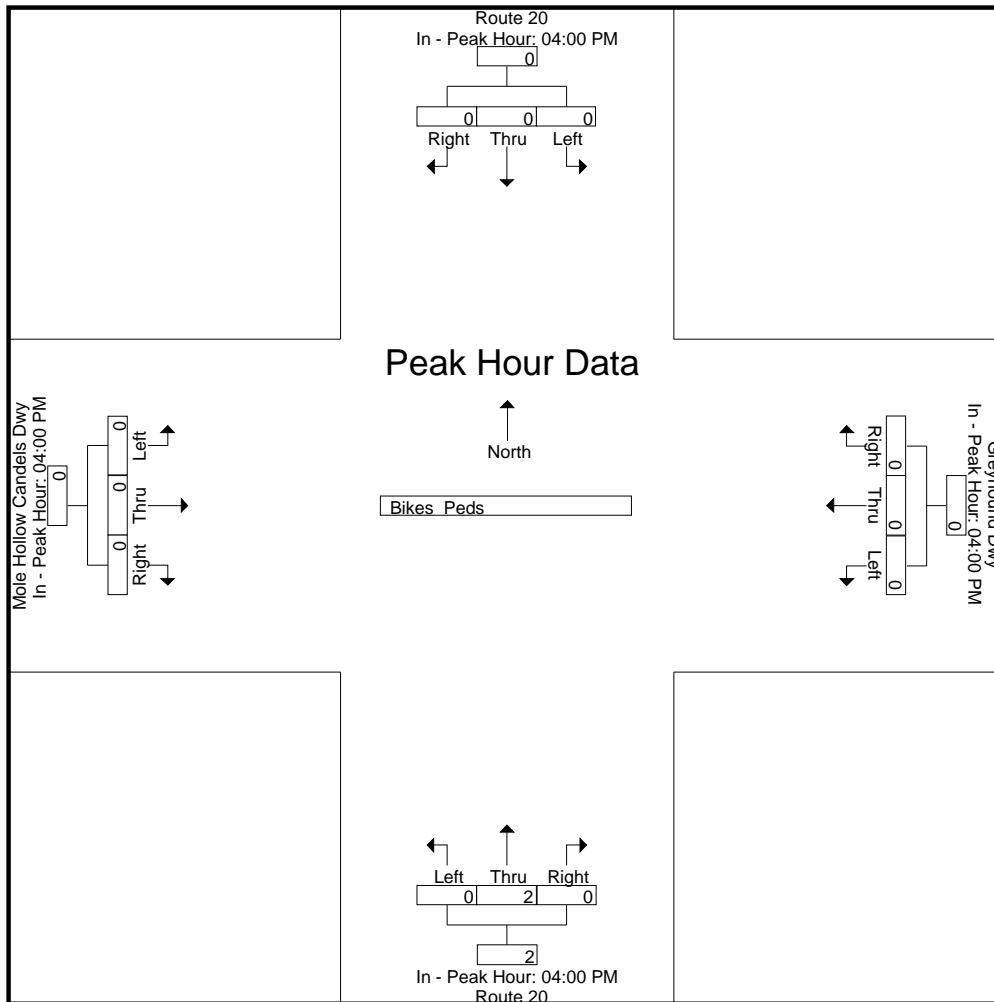 Route 20
In - Peak Hour: 04:00 PM
0
0 0 0
Right Thru Left
Peak Hour Data
North
Bikes Peds
Mole Hollow Candels Dwy
In - Peak Hour: 04:00 PM
0
0 0 0
Left Thru Right
Right Thru Left
0 0 0
0
In - Peak Hour: 04:00 PM
Greyhound Dwy
Left Thru Right
0 2 0
2
In - Peak Hour: 04:00 PM
Route 20